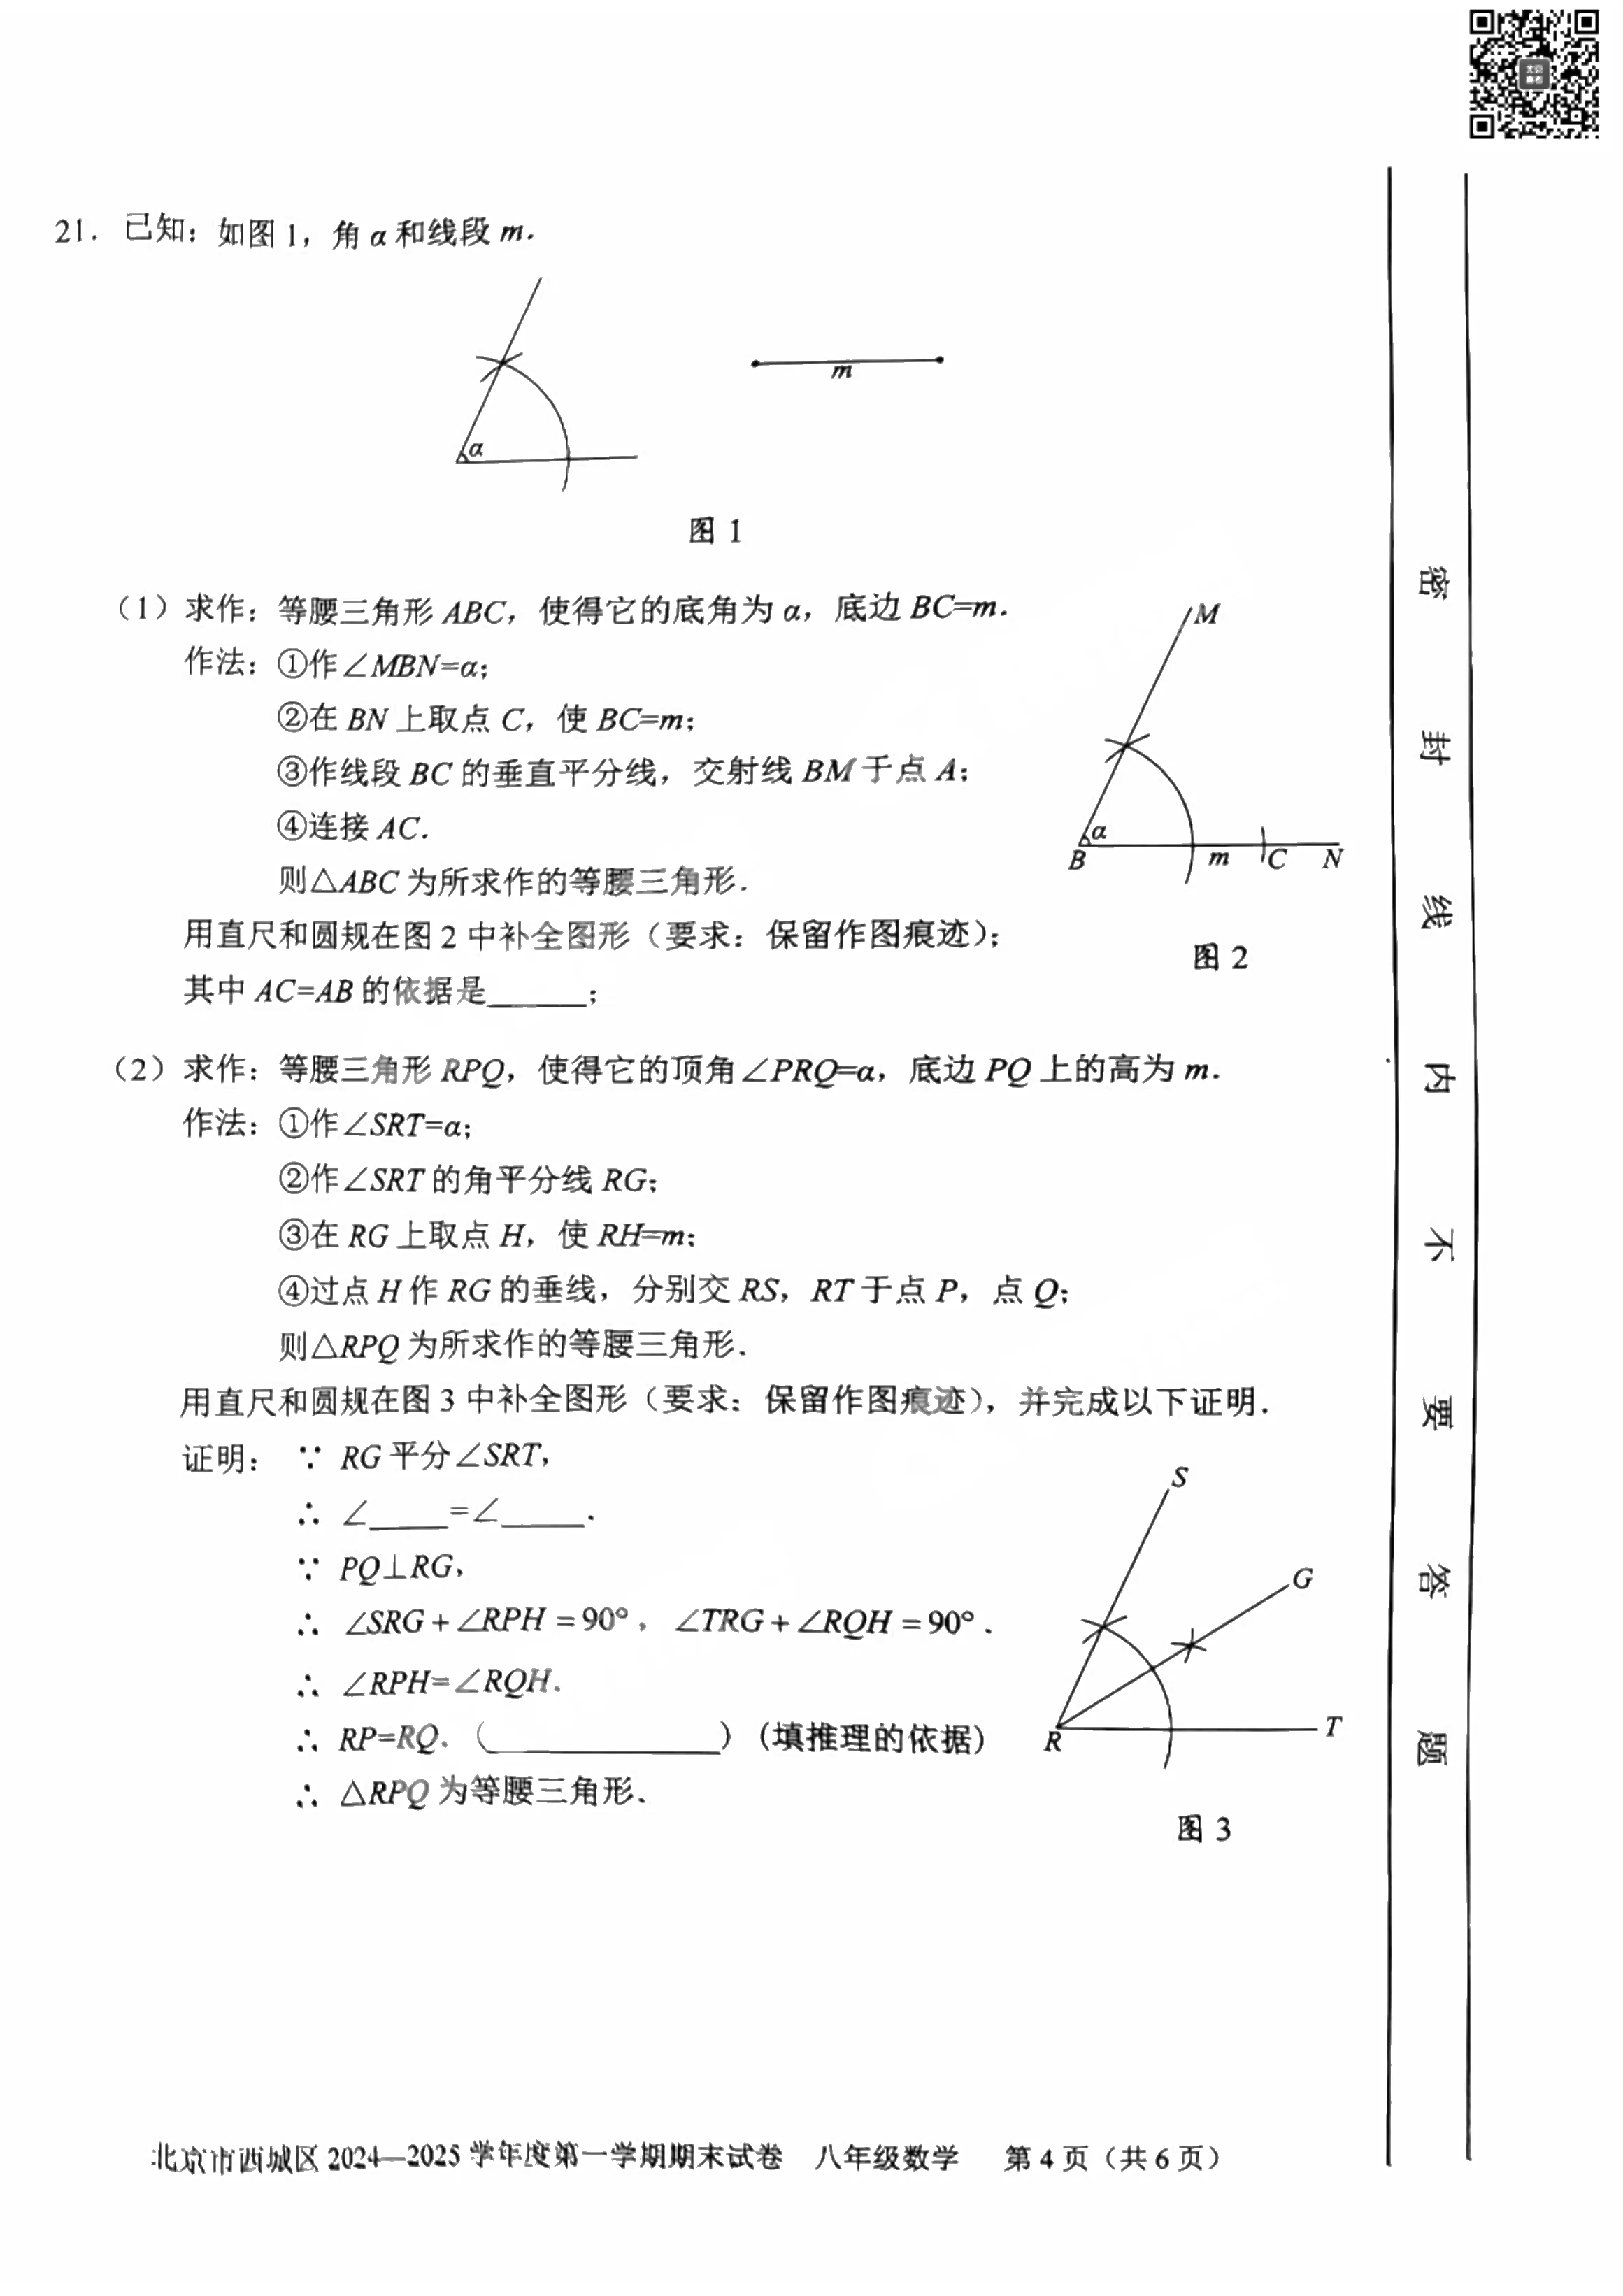 21. 已知：如图 1，角 α 和线段 m.
α
m
图 1
（1）求作：等腰三角形 ABC，使得它的底角为 α，底边 BC=m.
作法：①作∠MBN=α；
②在 BN 上取点 C，使 BC=m；
③作线段 BC 的垂直平分线，交射线 BM 于点 A；
④连接 AC.
则△ABC 为所求作的等腰三角形.
用直尺和圆规在图 2 中补全图形（要求：保留作图痕迹）；
其中 AC=AB 的依据是______；
M
α
B m C N
图 2
（2）求作：等腰三角形 RPQ，使得它的顶角∠PRQ=α，底边 PQ 上的高为 m.
作法：①作∠SRT=α；
②作∠SRT 的角平分线 RG；
③在 RG 上取点 H，使 RH=m；
④过点 H 作 RG 的垂线，分别交 RS，RT 于点 P，点 Q；
则△RPQ 为所求作的等腰三角形.
用直尺和圆规在图 3 中补全图形（要求：保留作图痕迹），并完成以下证明.
证明：∵ RG 平分∠SRT，
∴ ∠_____=∠_____.
∵ PQ⊥RG，
∴ ∠SRG+∠RPH=90°，∠TRG+∠RQH=90°.
∴ ∠RPH=∠RQH.
∴ RP=RQ.（______________）（填推理的依据）
∴ △RPQ 为等腰三角形.
S
G
R
T
图 3
密封线内不要答题
北京市西城区 2024—2025 学年度第一学期期末试卷 八年级数学 第 4 页（共 6 页）